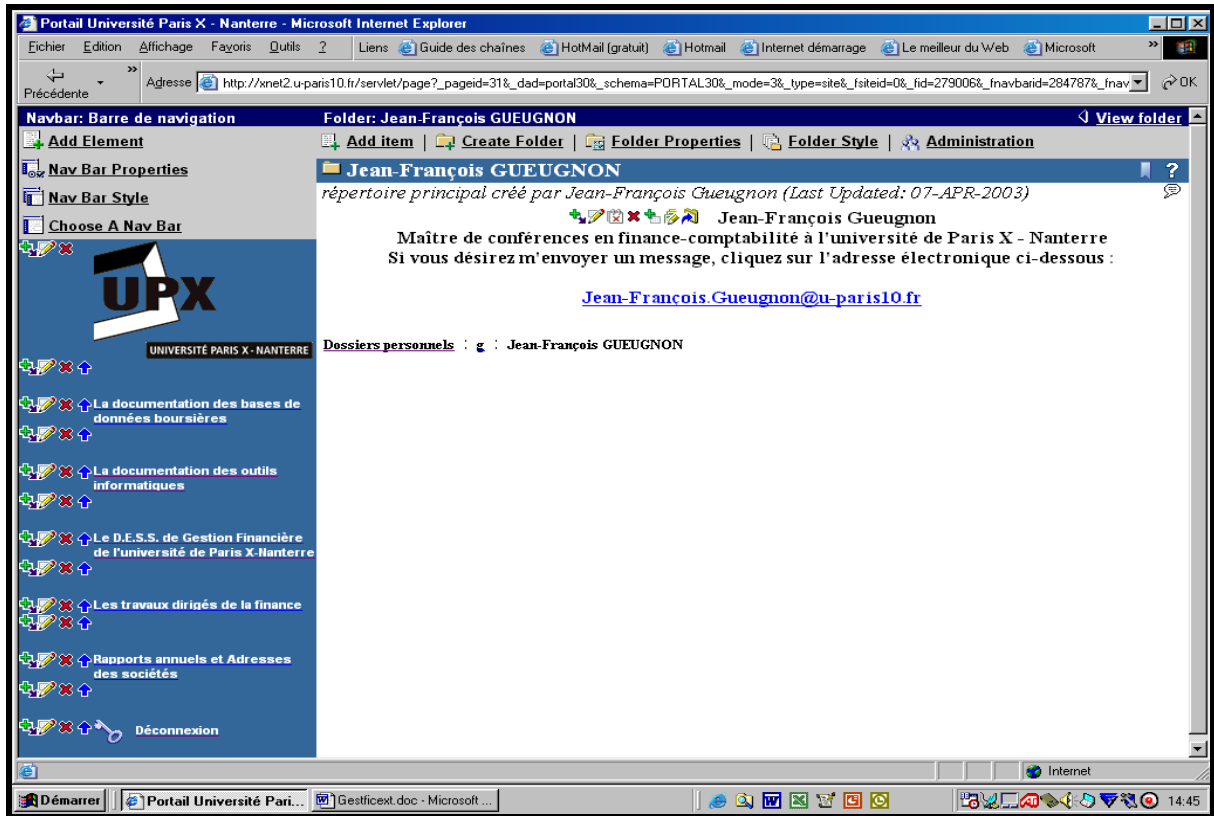 Portail Université Paris X - Nanterre - Microsoft Internet Explorer
Fichier Edition Affichage Favoris Outils ? Liens Guide des chaînes HotMail (gratuit) Hotmail Internet démarrage Le meilleur du Web Microsoft »
Précédente » Adresse http://xnet2.u-paris10.fr/servlet/page?_pageid=31&_dad=portal30&_schema=PORTAL30&_mode=3&_type=site&_fsiteid=0&_fid=279006&_fnavbarid=284787&_fnav OK
Navbar: Barre de navigation
Add Element
Nav Bar Properties
Nav Bar Style
Choose A Nav Bar
UPX
UNIVERSITÉ PARIS X - NANTERRE
La documentation des bases de
données boursières
La documentation des outils
informatiques
Le D.E.S.S. de Gestion Financière
de l'université de Paris X-Nanterre
Les travaux dirigés de la finance
Rapports annuels et Adresses
des sociétés
Déconnexion
Folder: Jean-François GUEUGNON View folder
Add item | Create Folder | Folder Properties | Folder Style | Administration
Jean-François GUEUGNON ?
répertoire principal créé par Jean-François Gueugnon (Last Updated: 07-APR-2003)
Jean-François Gueugnon
Maître de conférences en finance-comptabilité à l'université de Paris X - Nanterre
Si vous désirez m'envoyer un message, cliquez sur l'adresse électronique ci-dessous :
Jean-François.Gueugnon@u-paris10.fr
Dossiers personnels : g : Jean-François GUEUGNON
Internet
Démarrer Portail Université Pari... Gestficext.doc - Microsoft ... 14:45